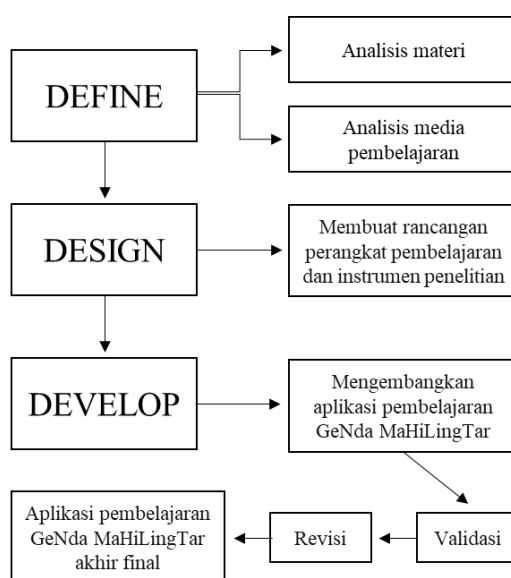 DEFINE
Analisis materi
Analisis media
pembelajaran
DESIGN
Membuat rancangan
perangkat pembelajaran
dan instrumen penelitian
DEVELOP
Mengembangkan
aplikasi pembelajaran
GeNda MaHiLingTar
Validasi
Revisi
Aplikasi pembelajaran
GeNda MaHiLingTar
akhir final